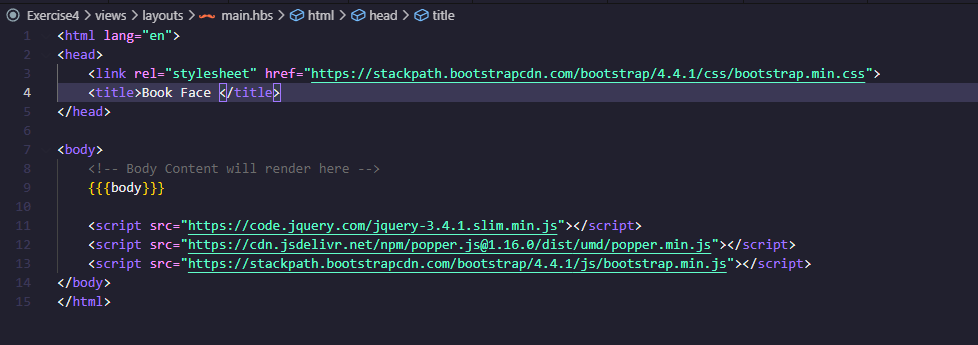 Exercise4 > views > layouts > main.hbs > html > head > title
1 <html lang="en">
2 <head>
3 <link rel="stylesheet" href="https://stackpath.bootstrapcdn.com/bootstrap/4.4.1/css/bootstrap.min.css">
4 <title>Book Face </title>
5 </head>
6
7 <body>
8 <!-- Body Content will render here -->
9 {{{body}}}
10
11 <script src="https://code.jquery.com/jquery-3.4.1.slim.min.js"></script>
12 <script src="https://cdn.jsdelivr.net/npm/popper.js@1.16.0/dist/umd/popper.min.js"></script>
13 <script src="https://stackpath.bootstrapcdn.com/bootstrap/4.4.1/js/bootstrap.min.js"></script>
14 </body>
15 </html>